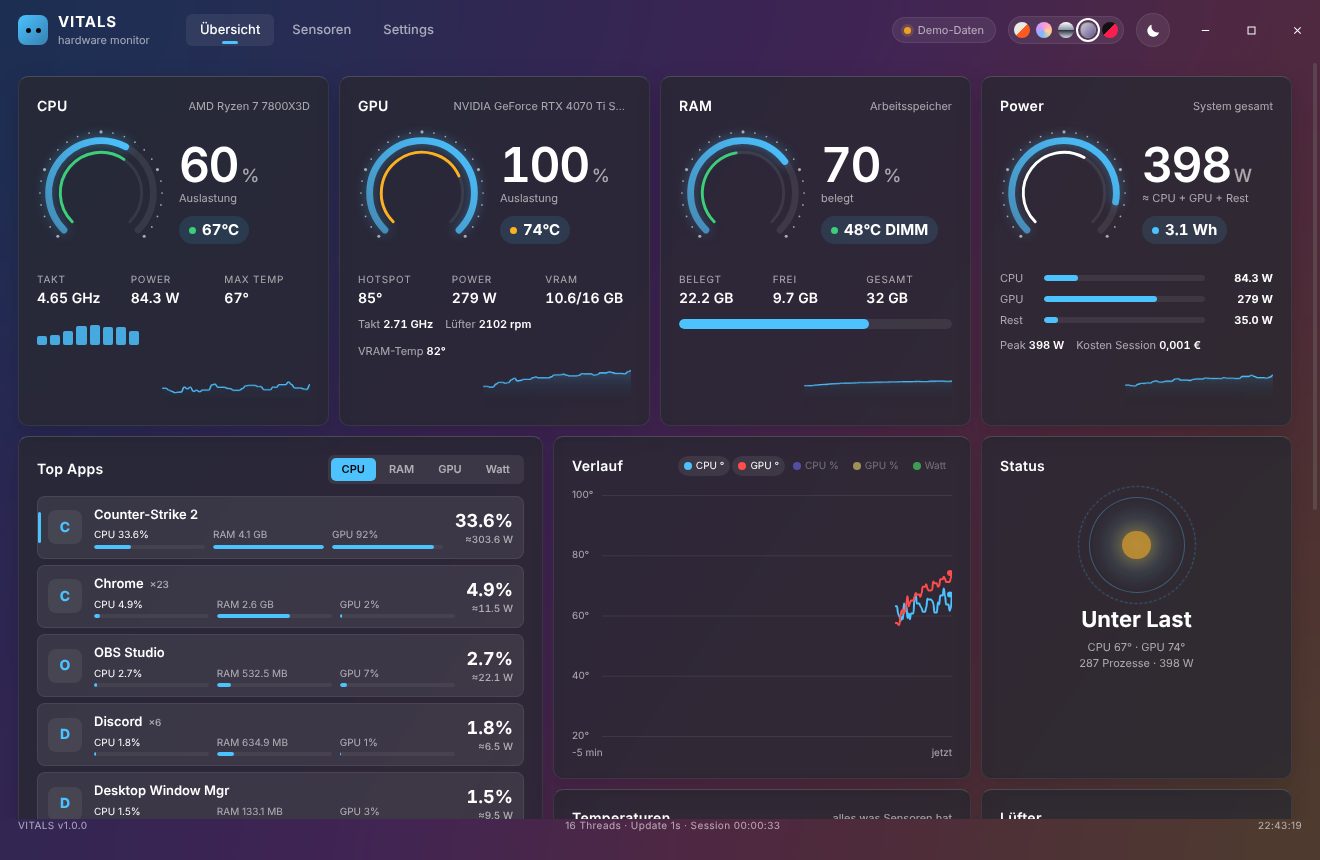 VITALS
hardware monitor
Übersicht
Sensoren
Settings
Demo-Daten
CPU
AMD Ryzen 7 7800X3D
60%
Auslastung
67°C
TAKT POWER MAX TEMP
4.65 GHz 84.3 W 67°
GPU
NVIDIA GeForce RTX 4070 Ti S...
100%
Auslastung
74°C
HOTSPOT POWER VRAM
85° 279 W 10.6/16 GB
Takt 2.71 GHz Lüfter 2102 rpm
VRAM-Temp 82°
RAM
Arbeitsspeicher
70%
belegt
48°C DIMM
BELEGT FREI GESAMT
22.2 GB 9.7 GB 32 GB
Power
System gesamt
398W
≈ CPU + GPU + Rest
3.1 Wh
CPU 84.3 W
GPU 279 W
Rest 35.0 W
Peak 398 W Kosten Session 0,001 €
Top Apps
CPU RAM GPU Watt
C
Counter-Strike 2
CPU 33.6% RAM 4.1 GB GPU 92%
33.6%
≈303.6 W
C
Chrome ×23
CPU 4.9% RAM 2.6 GB GPU 2%
4.9%
≈11.5 W
O
OBS Studio
CPU 2.7% RAM 532.5 MB GPU 7%
2.7%
≈22.1 W
D
Discord ×6
CPU 1.8% RAM 634.9 MB GPU 1%
1.8%
≈6.5 W
D
Desktop Window Mgr
CPU 1.5% RAM 133.1 MB GPU 3%
1.5%
≈9.5 W
Verlauf
CPU ° GPU ° CPU % GPU % Watt
100°
80°
60°
40°
20°
-5 min jetzt
Status
Unter Last
CPU 67° · GPU 74°
287 Prozesse · 398 W
Temperaturen
alles was Sensoren hat
Lüfter
VITALS v1.0.0
16 Threads · Update 1s · Session 00:00:33
22:43:19